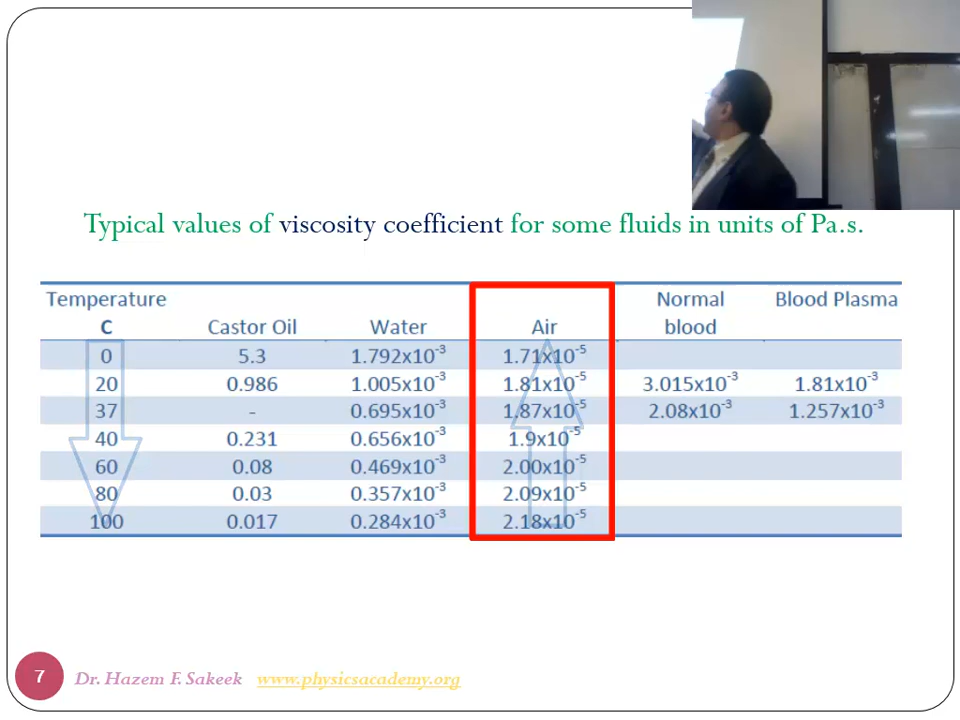 Typical values of viscosity coefficient for some fluids in units of Pa.s.
Temperature C Castor Oil Water Air Normal blood Blood Plasma
0 5.3 1.792x10⁻³ 1.71x10⁻⁵
20 0.986 1.005x10⁻³ 1.81x10⁻⁵ 3.015x10⁻³ 1.81x10⁻³
37 - 0.695x10⁻³ 1.87x10⁻⁵ 2.08x10⁻³ 1.257x10⁻³
40 0.231 0.656x10⁻³ 1.9x10⁻⁵
60 0.08 0.469x10⁻³ 2.00x10⁻⁵
80 0.03 0.357x10⁻³ 2.09x10⁻⁵
100 0.017 0.284x10⁻³ 2.18x10⁻⁵
7 Dr. Hazem F. Sakeek www.physicsacademy.org